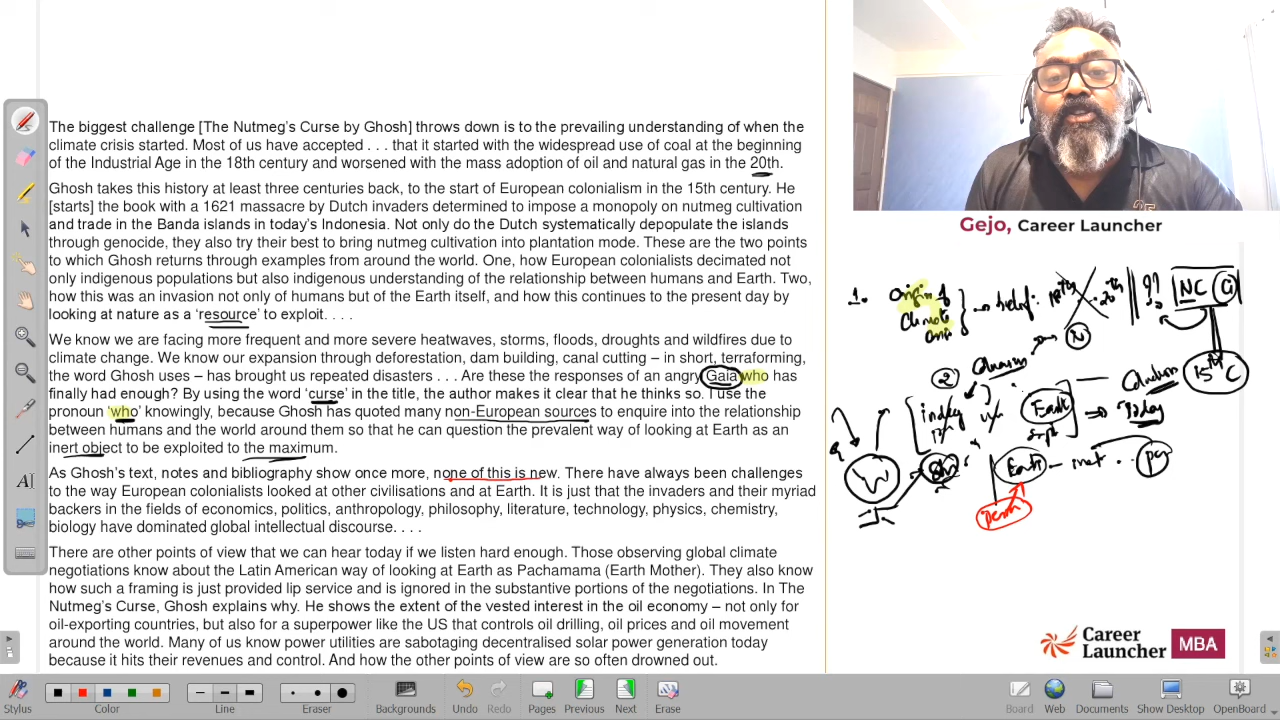 The biggest challenge [The Nutmeg's Curse by Ghosh] throws down is to the prevailing understanding of when the
climate crisis started. Most of us have accepted . . . that it started with the widespread use of coal at the beginning
of the Industrial Age in the 18th century and worsened with the mass adoption of oil and natural gas in the 20th.
Ghosh takes this history at least three centuries back, to the start of European colonialism in the 15th century. He
[starts] the book with a 1621 massacre by Dutch invaders determined to impose a monopoly on nutmeg cultivation
and trade in the Banda islands in today's Indonesia. Not only do the Dutch systematically depopulate the islands
through genocide, they also try their best to bring nutmeg cultivation into plantation mode. These are the two points
to which Ghosh returns through examples from around the world. One, how European colonialists decimated not
only indigenous populations but also indigenous understanding of the relationship between humans and Earth. Two,
how this was an invasion not only of humans but of the Earth itself, and how this continues to the present day by
looking at nature as a 'resource' to exploit. . . .
We know we are facing more frequent and more severe heatwaves, storms, floods, droughts and wildfires due to
climate change. We know our expansion through deforestation, dam building, canal cutting – in short, terraforming,
the word Ghosh uses – has brought us repeated disasters . . . Are these the responses of an angry Gaia who has
finally had enough? By using the word 'curse' in the title, the author makes it clear that he thinks so. I use the
pronoun 'who' knowingly, because Ghosh has quoted many non-European sources to enquire into the relationship
between humans and the world around them so that he can question the prevalent way of looking at Earth as an
inert object to be exploited to the maximum.
As Ghosh's text, notes and bibliography show once more, none of this is new. There have always been challenges
to the way European colonialists looked at other civilisations and at Earth. It is just that the invaders and their myriad
backers in the fields of economics, politics, anthropology, philosophy, literature, technology, physics, chemistry,
biology have dominated global intellectual discourse. . . .
There are other points of view that we can hear today if we listen hard enough. Those observing global climate
negotiations know about the Latin American way of looking at Earth as Pachamama (Earth Mother). They also know
how such a framing is just provided lip service and is ignored in the substantive portions of the negotiations. In The
Nutmeg's Curse, Ghosh explains why. He shows the extent of the vested interest in the oil economy – not only for
oil-exporting countries, but also for a superpower like the US that controls oil drilling, oil prices and oil movement
around the world. Many of us know power utilities are sabotaging decentralised solar power generation today
because it hits their revenues and control. And how the other points of view are so often drowned out.
Gejo, Career Launcher
1. Origin of
Climate
18th 20th ?? NC
15th C
2
Earth
Today
Earth
Career
Launcher MBA
Stylus Color Line Eraser Backgrounds Undo Redo Pages Previous Next Erase Board Web Documents Show Desktop OpenBoard